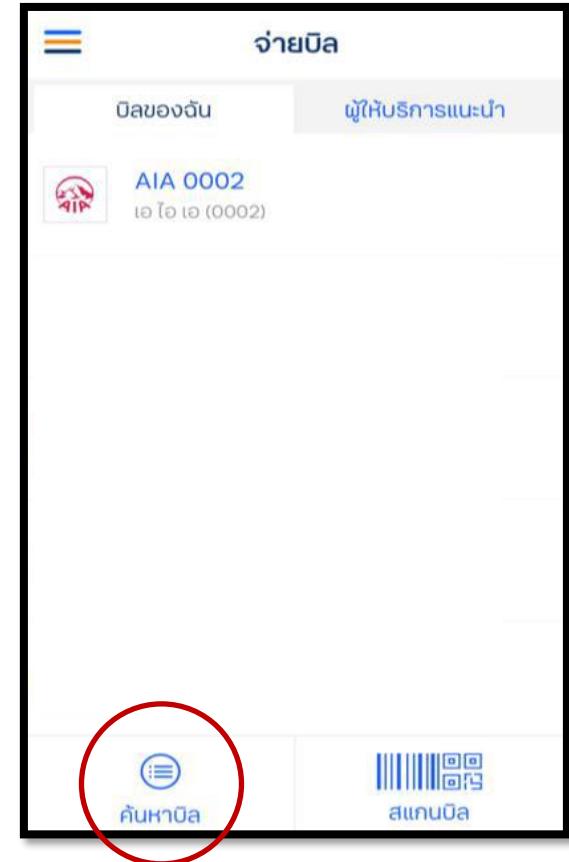 จ่ายบิล
บิลของฉัน
ผู้ให้บริการแนะนำ
AIA
AIA 0002
เอ ไอ เอ (0002)
ค้นหาบิล
สแกนบิล